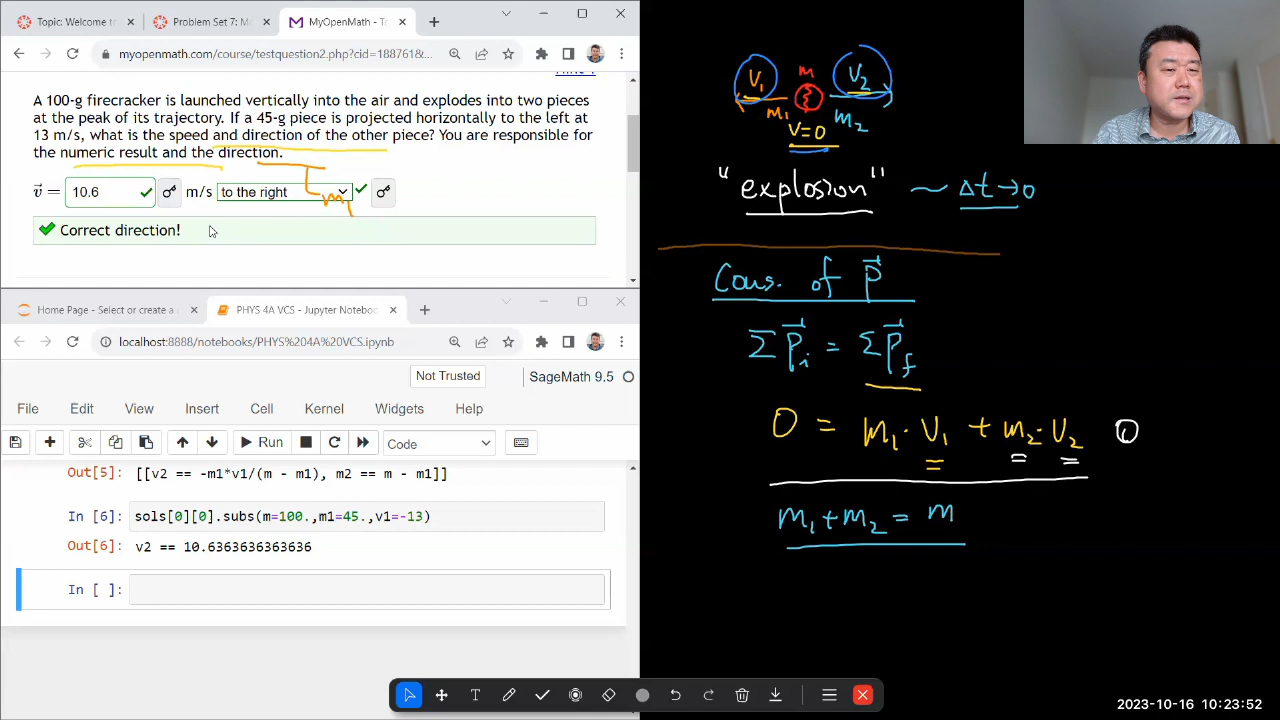 Topic: Welcome to
Problem Set 7: M
MyOpenMath - Tr
myopenmath.com/course/testquestion2.php?cid=188761&...
A 100-g firecracker is launched vertically into the air and explodes into two pieces
at the peak of its trajectory. If a 45-g piece is projected horizontally to the left at
13 m/s, what is the speed and direction of the other piece? You are responsible for
the numeric result and the direction.
v⃗ = 10.6 m/s to the right
m₁
Correct direction!
Home Page - Select or create a
PHYS 4A VCS - Jupyter Noteboo
localhost:8888/notebooks/PHYS%204A%20VCS.ipynb
Not Trusted
SageMath 9.5
File Edit View Insert Cell Kernel Widgets Help
Run
Code
Out[5]: [[v2 == -m1*v1/(m - m1), m2 == m - m1]]
In [6]: sols[0][0].subs(m=100.,m1=45.,v1=-13)
Out[6]: v2 == 10.6363636363636
In [ ]:
V₁ m V₂
m₁ m₂
V=0
"explosion" ~ Δt→0
Cons. of P⃗
ΣP⃗i = ΣP⃗f
0 = m₁·V₁ + m₂·V₂ ①
m₁+m₂ = m
T
2023-10-16 10:23:52